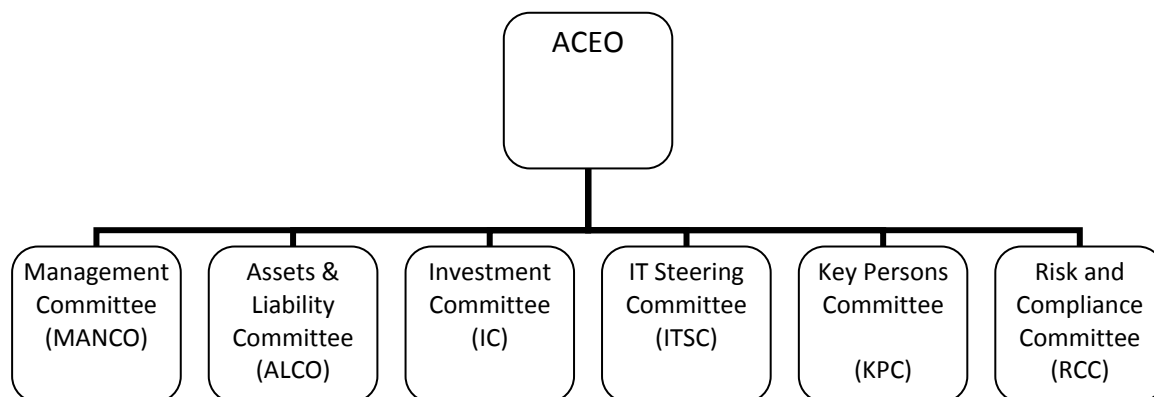 ACEO
Management
Committee
(MANCO)
Assets &
Liability
Committee
(ALCO)
Investment
Committee
(IC)
IT Steering
Committee
(ITSC)
Key Persons
Committee
(KPC)
Risk and
Compliance
Committee
(RCC)